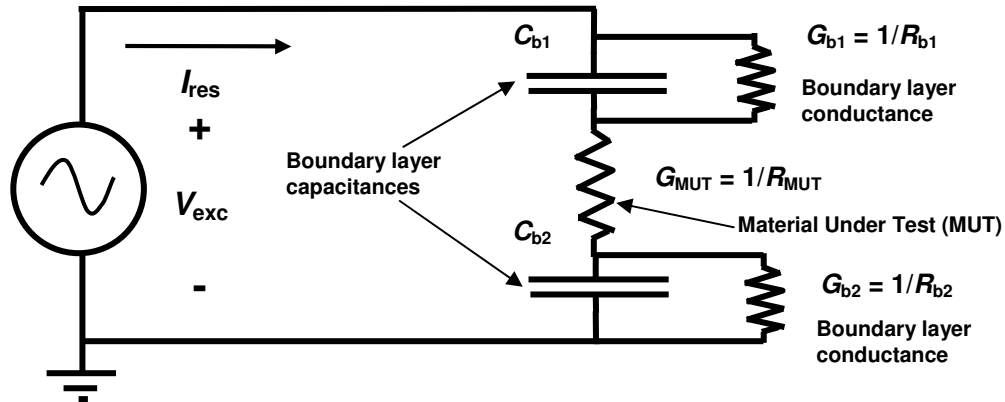 C_b1
G_b1 = 1/R_b1
Boundary layer
conductance
I_res
+
V_exc
-
Boundary layer
capacitances
G_MUT = 1/R_MUT
Material Under Test (MUT)
C_b2
G_b2 = 1/R_b2
Boundary layer
conductance